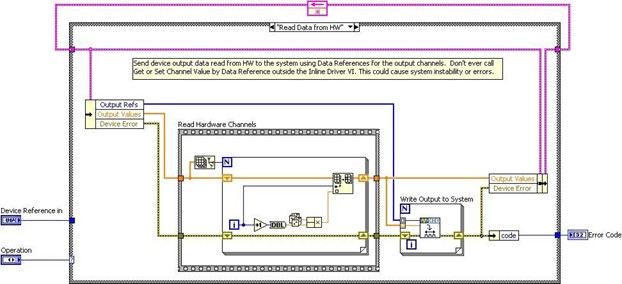 "Read Data from HW"
Send device output data read from HW to the system using Data References for the output channels. Don't ever call
Get or Set Channel Value by Data Reference outside the Inline Driver VI. This could cause system instability or errors.
Output Refs
Output Values
Device Error
Read Hardware Channels
N
i
+1
DBL
Output Values
Device Error
Write Output to System
N
i
Device Reference in
Operation
code
I32
Error Code